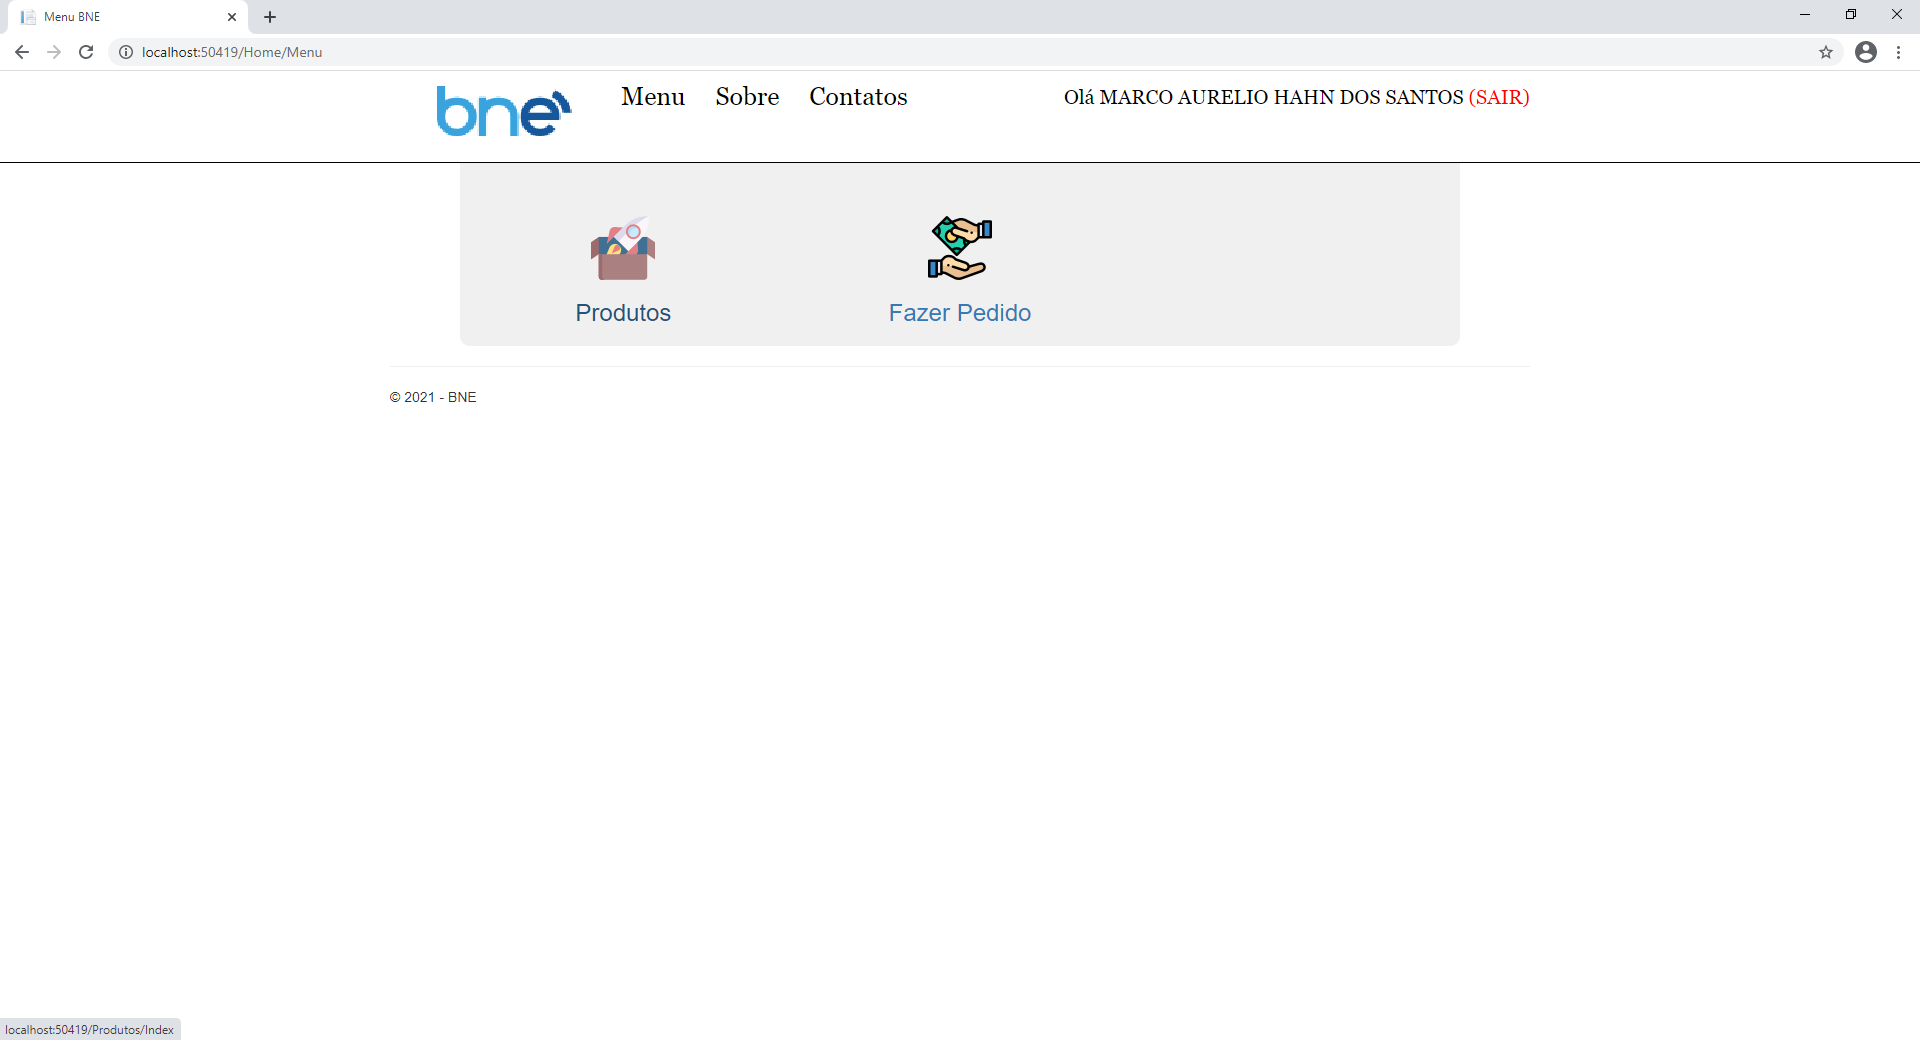 Menu BNE
localhost:50419/Home/Menu
bne
Menu Sobre Contatos Olá MARCO AURELIO HAHN DOS SANTOS (SAIR)
Produtos Fazer Pedido
© 2021 - BNE
localhost:50419/Produtos/Index